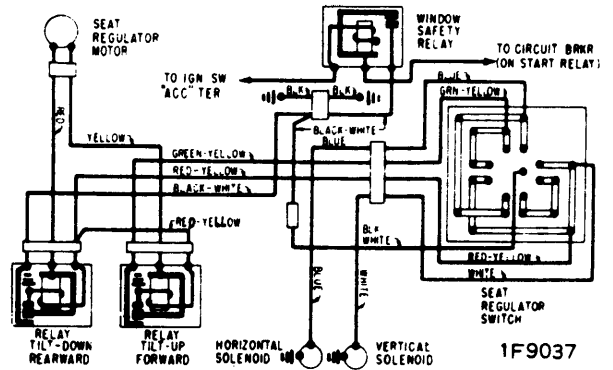 SEAT
REGULATOR
MOTOR
WINDOW
SAFETY
RELAY
TO CIRCUIT BRKR
(ON START RELAY)
TO IGN SW
"ACC" TER
BLK
BLK
BLUE
GRN-YELLOW
RED
YELLOW
BLACK-WHITE
BLUE
GREEN-YELLOW
RED-YELLOW
BLACK-WHITE
RED-YELLOW
BLK
WHITE
RED-YELLOW
WHITE
BLUE
WHITE
SEAT
REGULATOR
SWITCH
RELAY
TILT-DOWN
REARWARD
RELAY
TILT-UP
FORWARD
HORIZONTAL
SOLENOID
VERTICAL
SOLENOID
1F9037